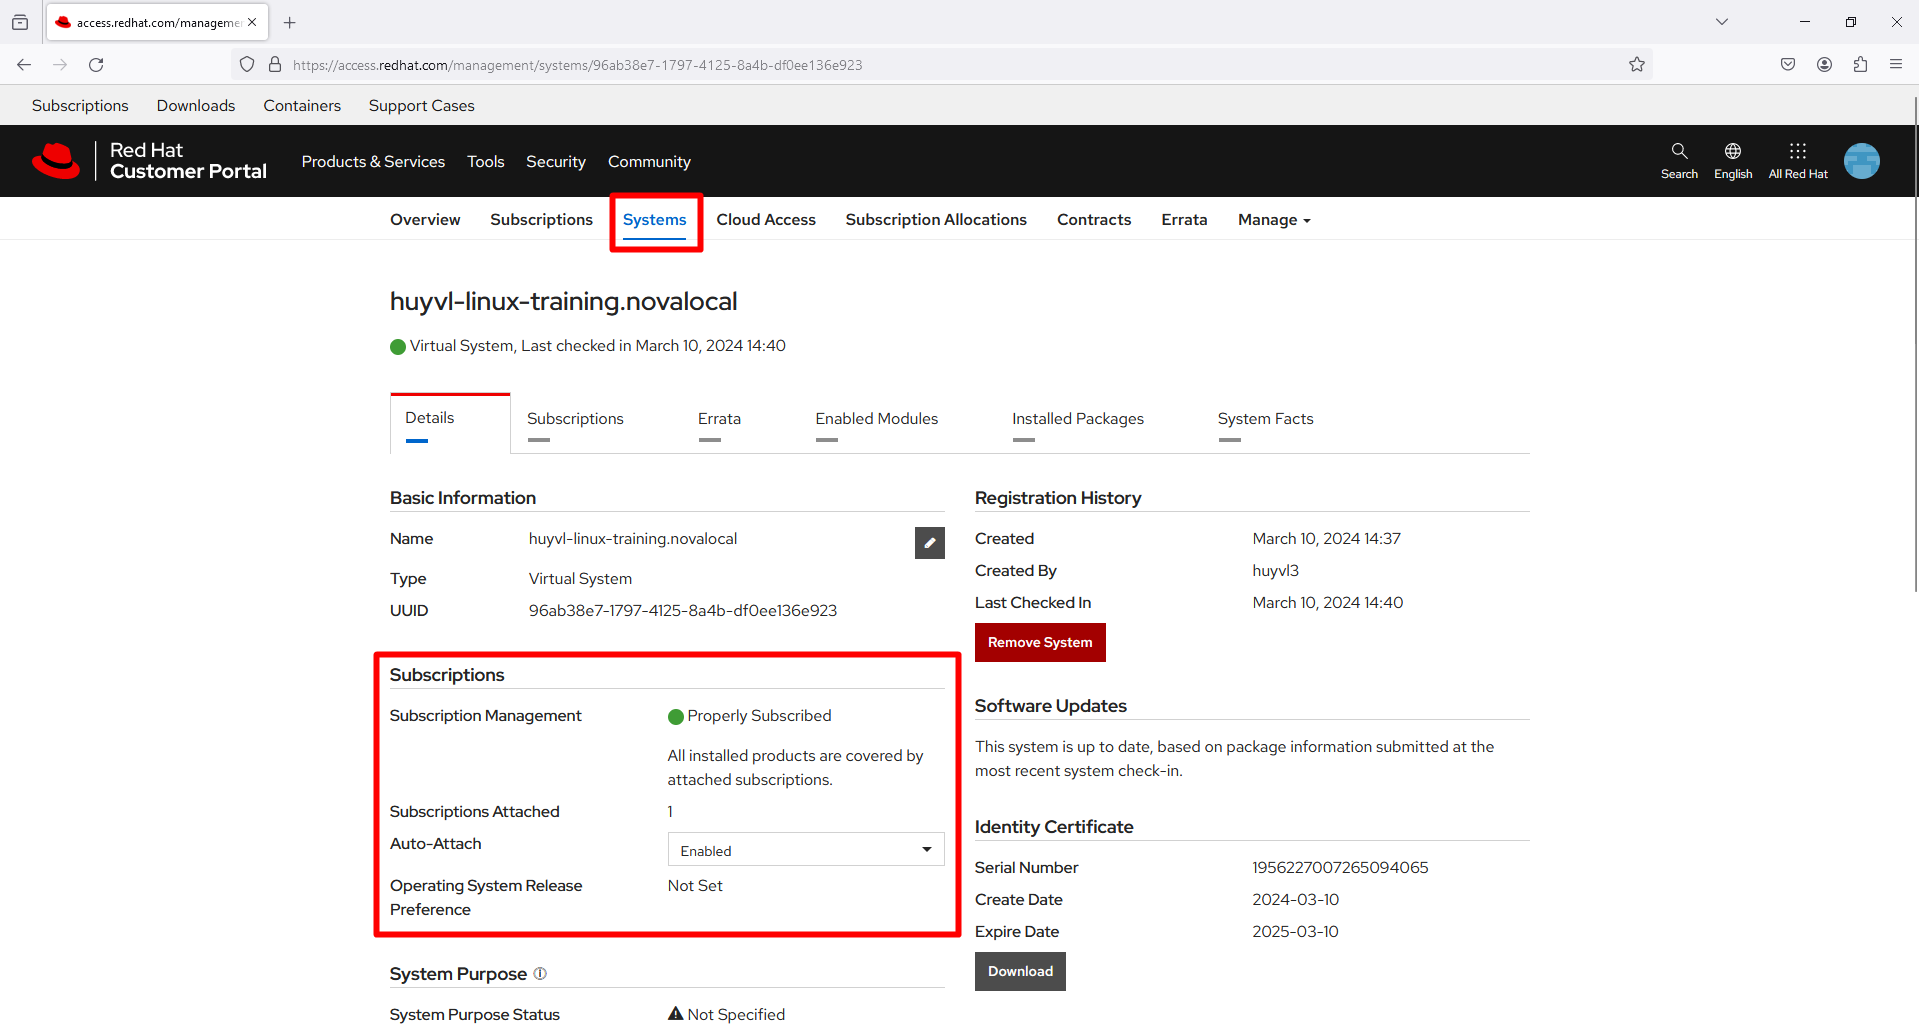 access.redhat.com/manageme
https://access.redhat.com/management/systems/96ab38e7-1797-4125-8a4b-df0ee136e923
Subscriptions Downloads Containers Support Cases
Red Hat
Customer Portal
Products & Services Tools Security Community
Search English All Red Hat
Overview Subscriptions Systems Cloud Access Subscription Allocations Contracts Errata Manage
huyvl-linux-training.novalocal
Virtual System, Last checked in March 10, 2024 14:40
Details Subscriptions Errata Enabled Modules Installed Packages System Facts
Basic Information
Name huyvl-linux-training.novalocal
Type Virtual System
UUID 96ab38e7-1797-4125-8a4b-df0ee136e923
Subscriptions
Subscription Management Properly Subscribed
All installed products are covered by
attached subscriptions.
Subscriptions Attached 1
Auto-Attach Enabled
Operating System Release Not Set
Preference
System Purpose
System Purpose Status Not Specified
Registration History
Created March 10, 2024 14:37
Created By huyvl3
Last Checked In March 10, 2024 14:40
Remove System
Software Updates
This system is up to date, based on package information submitted at the
most recent system check-in.
Identity Certificate
Serial Number 1956227007265094065
Create Date 2024-03-10
Expire Date 2025-03-10
Download